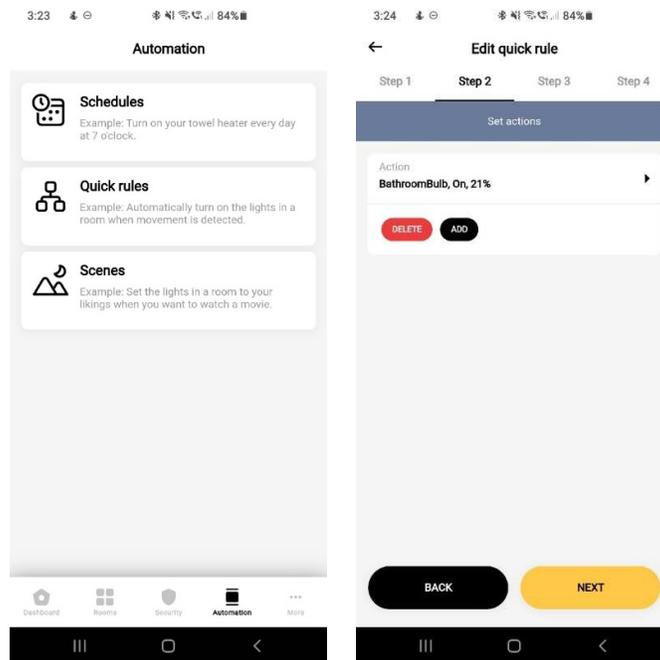 3:23
84%
Automation
Schedules
Example: Turn on your towel heater every day
at 7 o'clock.
Quick rules
Example: Automatically turn on the lights in a
room when movement is detected.
Scenes
Example: Set the lights in a room to your
likings when you want to watch a movie.
Dashboard Rooms Security Automation More
3:24
84%
Edit quick rule
Step 1 Step 2 Step 3 Step 4
Set actions
Action
BathroomBulb, On, 21%
DELETE ADD
BACK NEXT